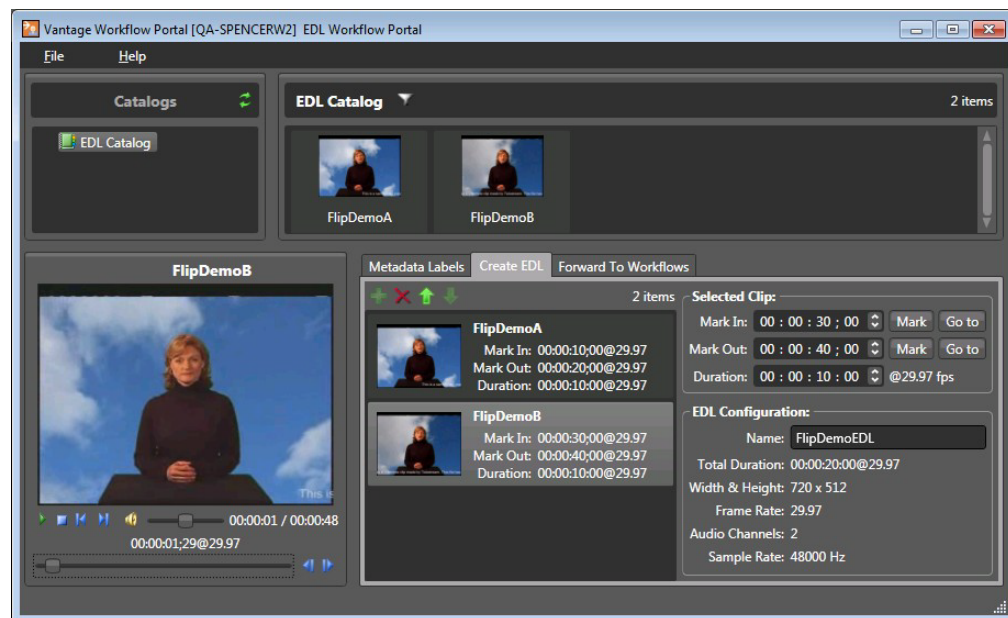 Vantage Workflow Portal [QA-SPENCERW2] EDL Workflow Portal
File Help
Catalogs
EDL Catalog
EDL Catalog 2 items
FlipDemoA FlipDemoB
FlipDemoB
This is
00:00:01 / 00:00:48
00:00:01;29@29.97
Metadata Labels Create EDL Forward To Workflows
2 items
FlipDemoA
Mark In: 00:00:10;00@29.97
Mark Out: 00:00:20;00@29.97
Duration: 00:00:10:00@29.97
FlipDemoB
Mark In: 00:00:30;00@29.97
Mark Out: 00:00:40;00@29.97
Duration: 00:00:10:00@29.97
Selected Clip:
Mark In: 00 : 00 : 30 ; 00 Mark Go to
Mark Out: 00 : 00 : 40 ; 00 Mark Go to
Duration: 00 : 00 : 10 : 00 @29.97 fps
EDL Configuration:
Name: FlipDemoEDL
Total Duration: 00:00:20:00@29.97
Width & Height: 720 x 512
Frame Rate: 29.97
Audio Channels: 2
Sample Rate: 48000 Hz